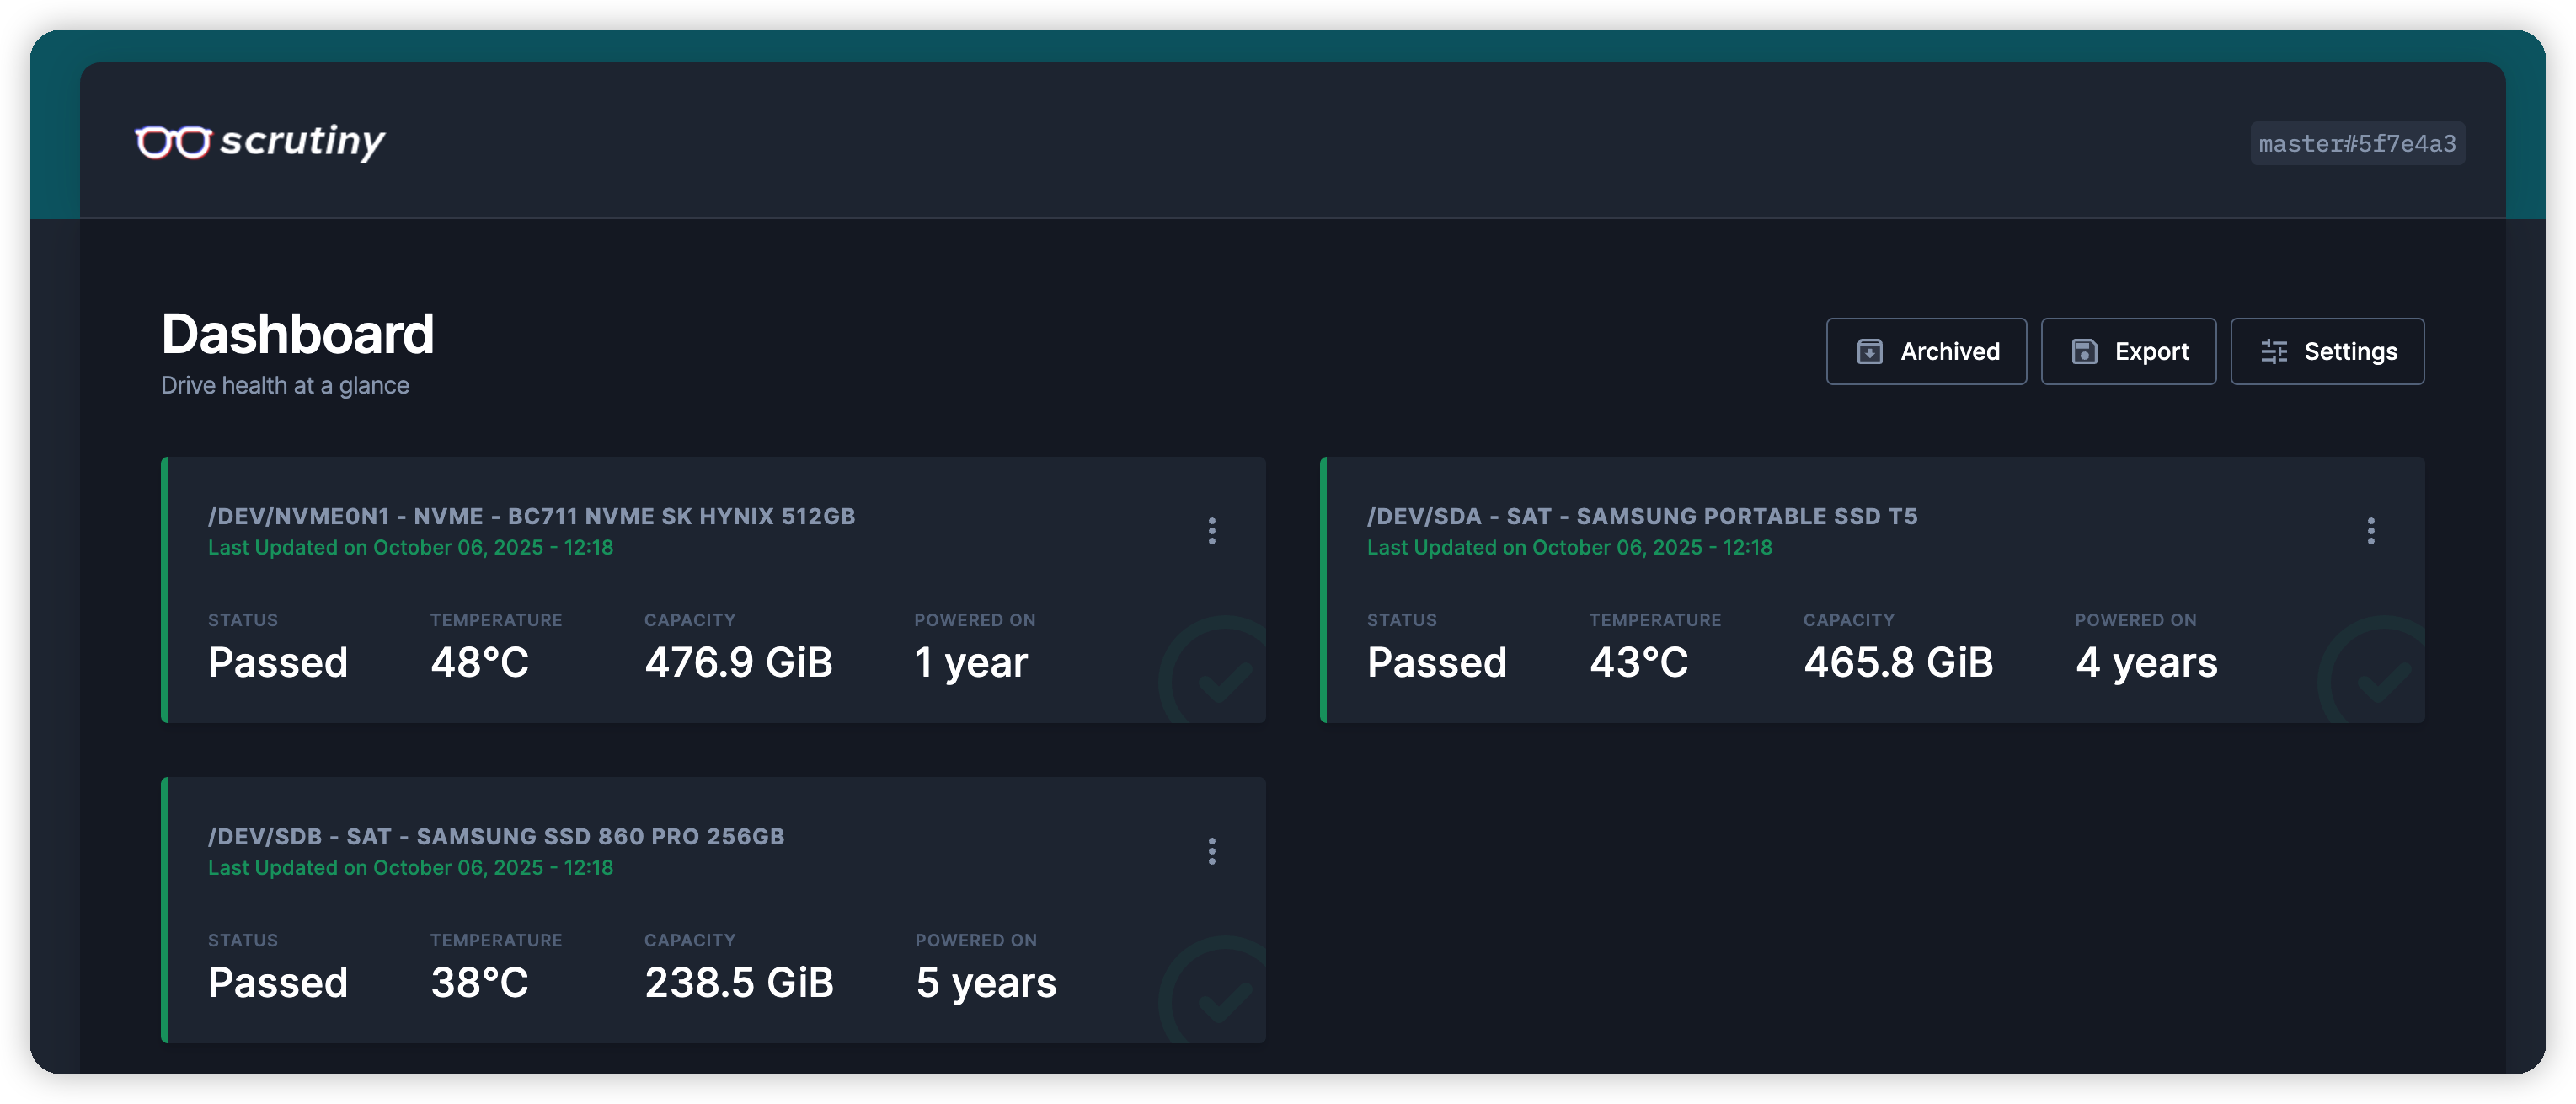 scrutiny
master#5f7e4a3
Dashboard
Drive health at a glance
Archived
Export
Settings
/DEV/NVME0N1 - NVME - BC711 NVME SK HYNIX 512GB
Last Updated on October 06, 2025 - 12:18
STATUS TEMPERATURE CAPACITY POWERED ON
Passed 48°C 476.9 GiB 1 year
/DEV/SDA - SAT - SAMSUNG PORTABLE SSD T5
Last Updated on October 06, 2025 - 12:18
STATUS TEMPERATURE CAPACITY POWERED ON
Passed 43°C 465.8 GiB 4 years
/DEV/SDB - SAT - SAMSUNG SSD 860 PRO 256GB
Last Updated on October 06, 2025 - 12:18
STATUS TEMPERATURE CAPACITY POWERED ON
Passed 38°C 238.5 GiB 5 years